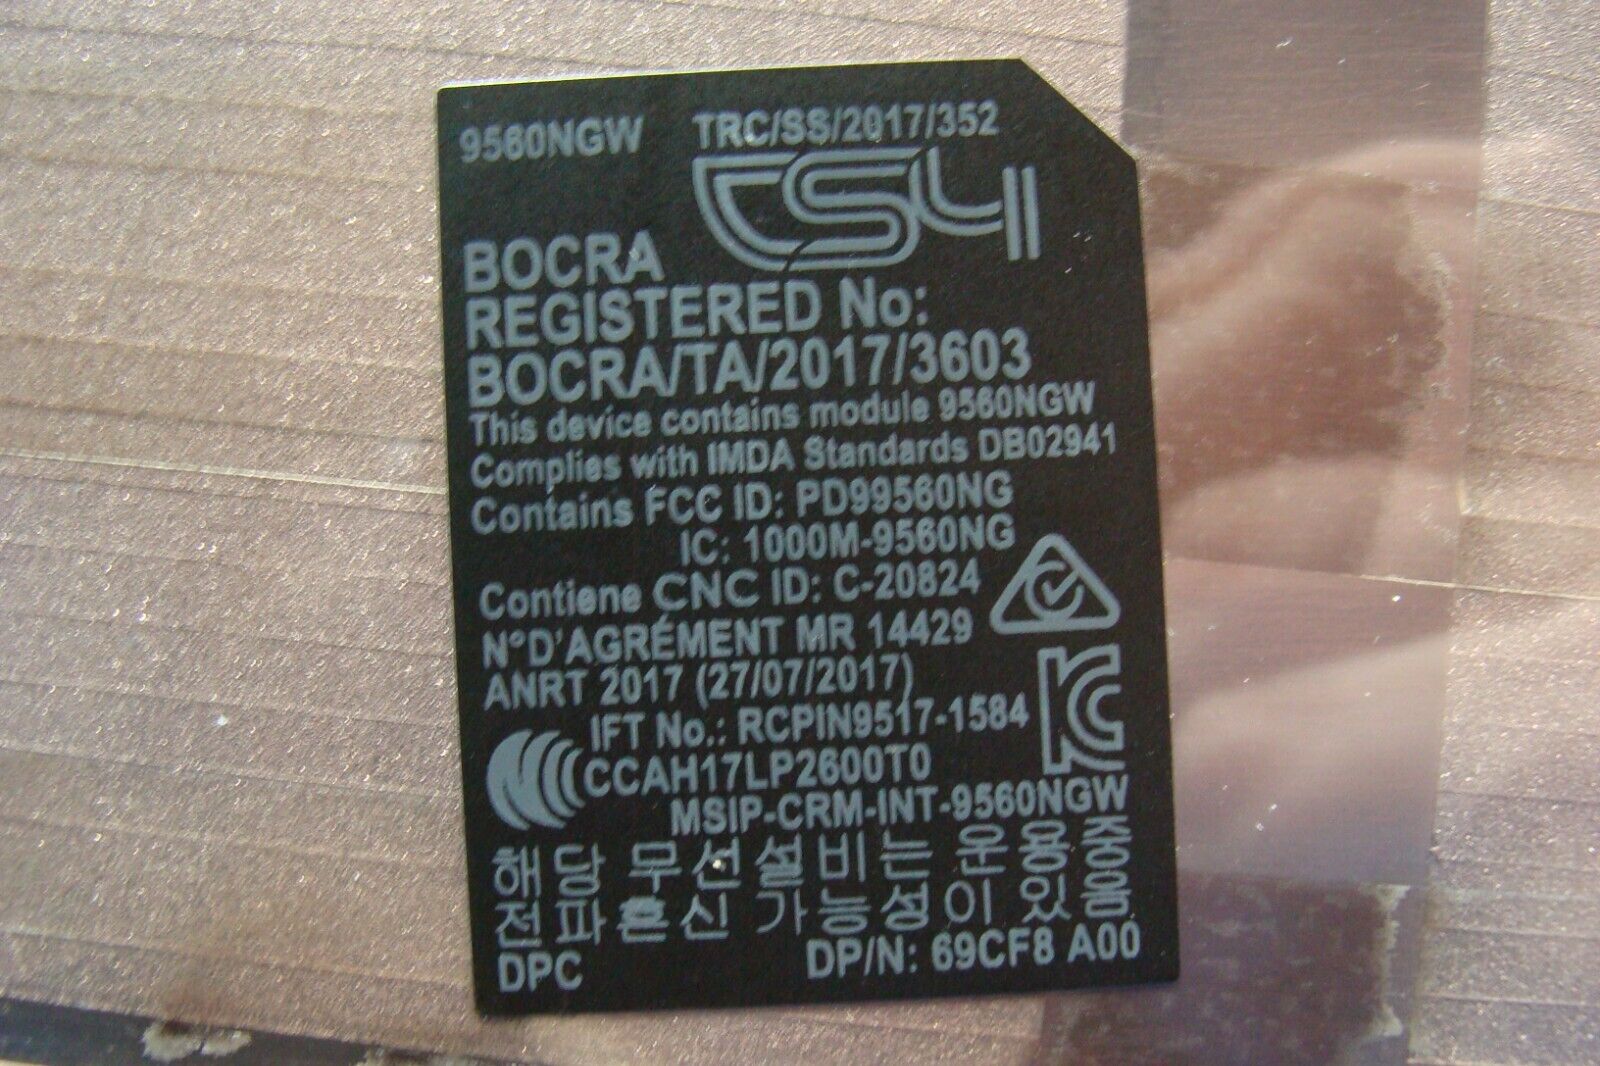 9560NGW TRC/SS/2017/352
BOCRA
REGISTERED No:
BOCRA/TA/2017/3603
This device contains module 9560NGW
Complies with IMDA Standards DB02941
Contains FCC ID: PD99560NG
IC: 1000M-9560NG
Contiene CNC ID: C-20824
N°D'AGRÉMENT MR 14429
ANRT 2017 (27/07/2017)
IFT No.: RCPIN9517-1584
CCAH17LP2600T0
MSIP-CRM-INT-9560NGW
해당 무선설비는 운용중
전파혼신 가능성이 있음
DPC DP/N: 69CF8 A00